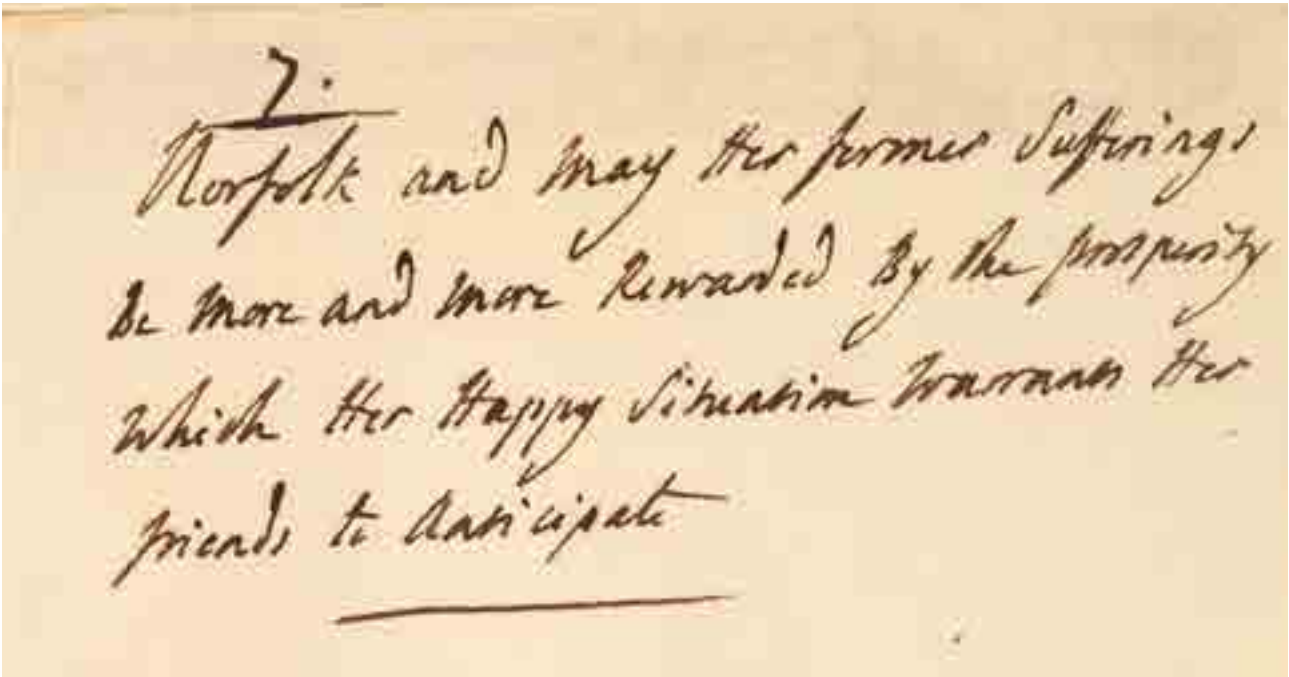 7.
Norfolk and may Her former Sufferings
Be more and more Rewarded By the prosperity
which Her Happy Situation warrants Her
friends to Anticipate